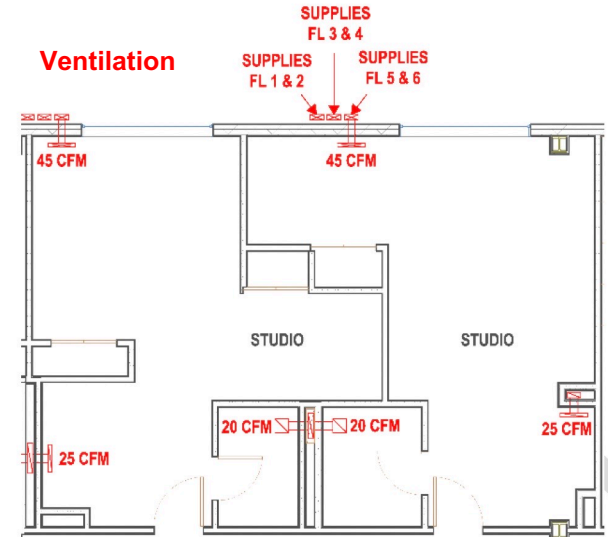 Ventilation
SUPPLIES
FL 3 & 4
SUPPLIES
FL 1 & 2
SUPPLIES
FL 5 & 6
45 CFM
45 CFM
STUDIO
STUDIO
20 CFM
20 CFM
25 CFM
25 CFM